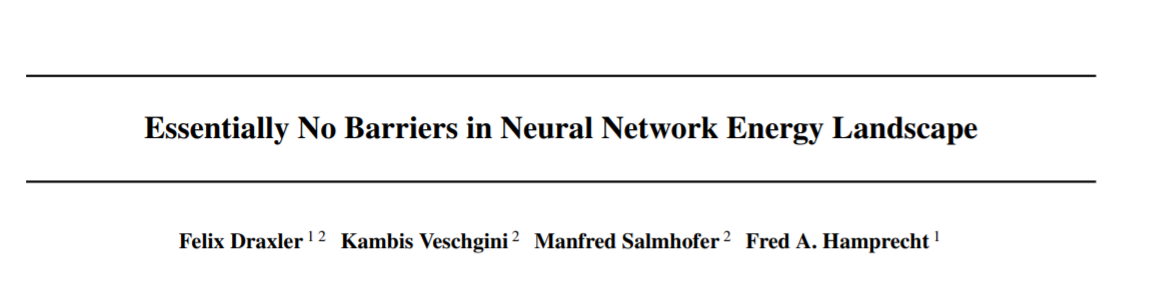 Essentially No Barriers in Neural Network Energy Landscape
Felix Draxler 1 2 Kambis Veschgini 2 Manfred Salmhofer 2 Fred A. Hamprecht 1